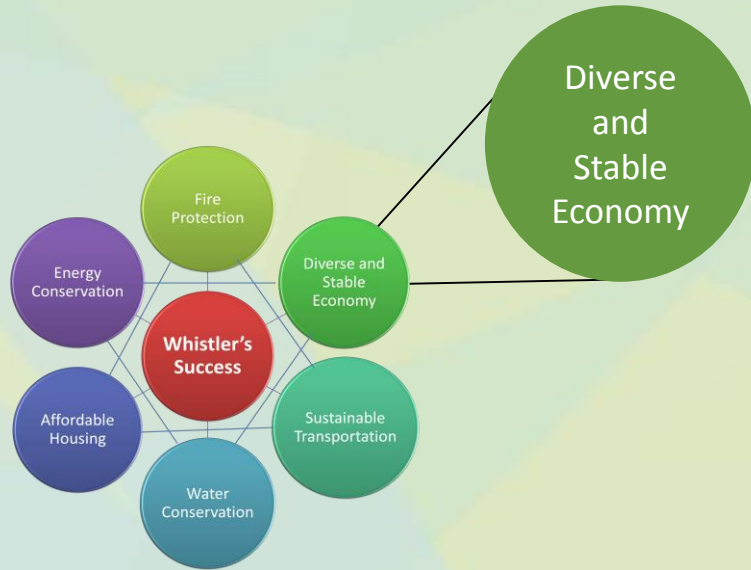 Diverse
and
Stable
Economy
Fire
Protection
Energy
Conservation
Diverse and
Stable
Economy
Whistler's
Success
Affordable
Housing
Sustainable
Transportation
Water
Conservation